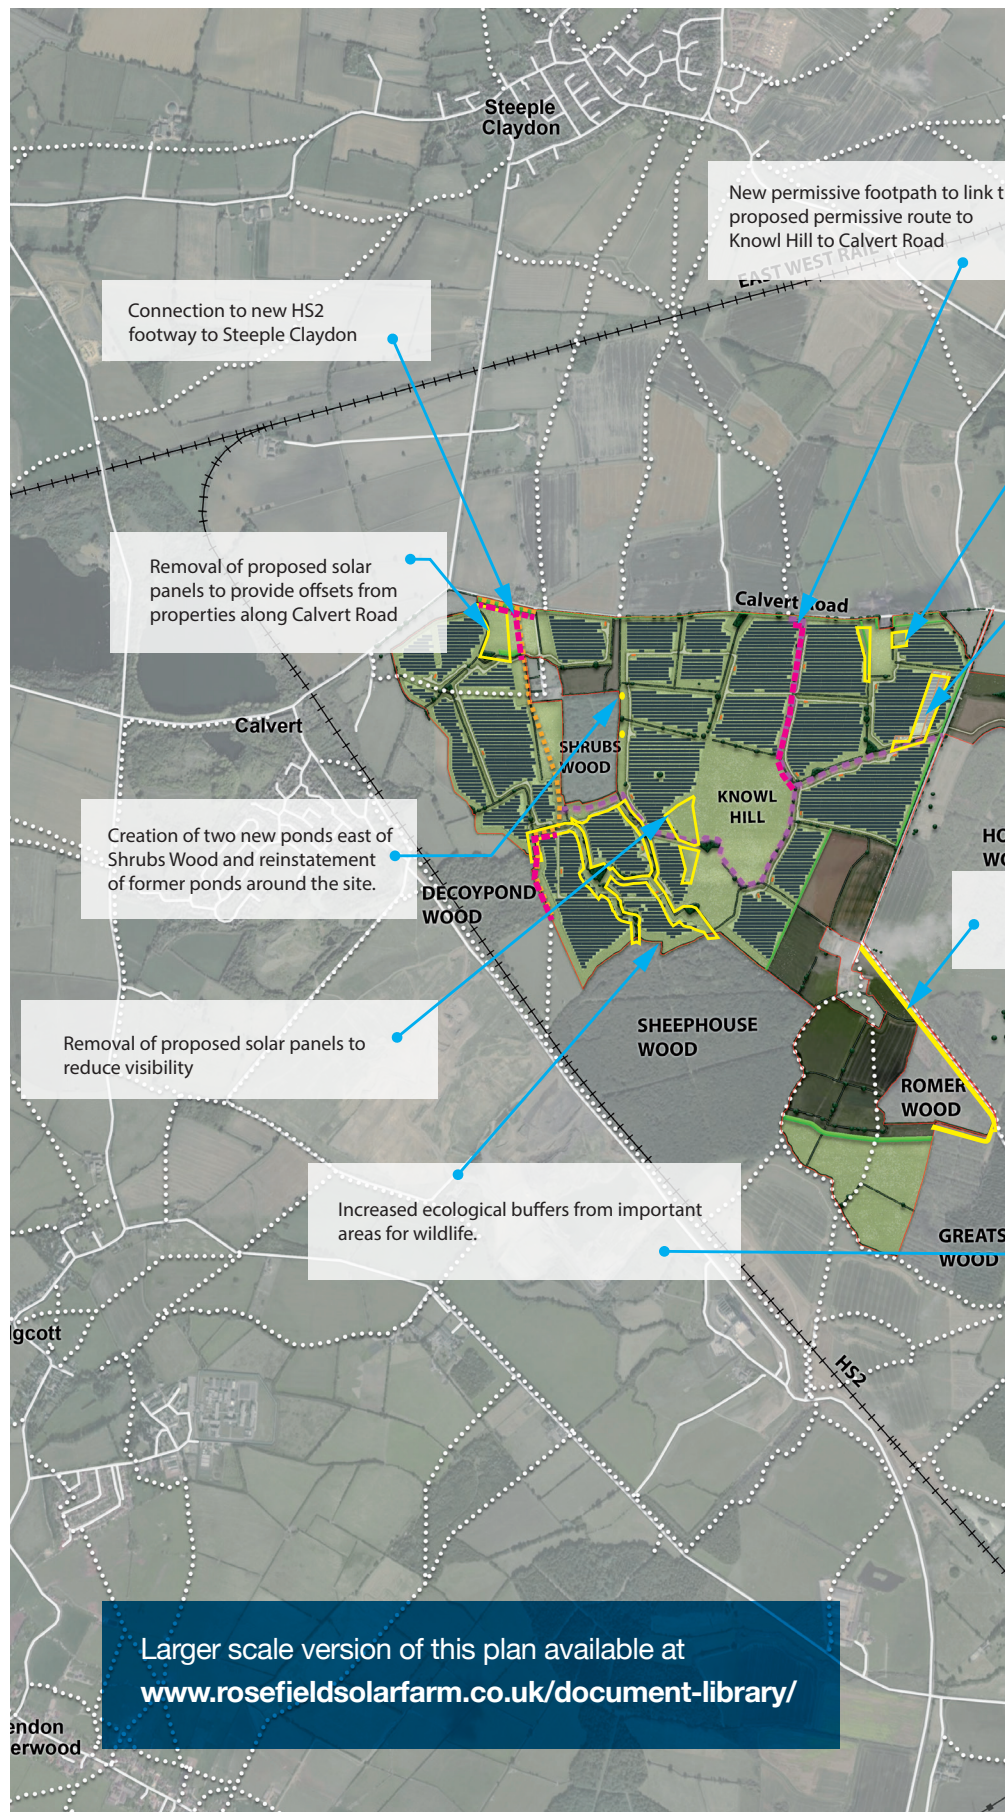 Steeple
Claydon
New permissive footpath to link t
proposed permissive route to
Knowl Hill to Calvert Road
EAST WEST RAIL
Connection to new HS2
footway to Steeple Claydon
Removal of proposed solar
panels to provide offsets from
properties along Calvert Road
Calvert Road
Calvert
SHRUBS
WOOD
KNOWL
HILL
Creation of two new ponds east of
Shrubs Wood and reinstatement
of former ponds around the site.
HO
WO
DECOYPOND
WOOD
Removal of proposed solar panels to
reduce visibility
SHEEPHOUSE
WOOD
ROMER
WOOD
Increased ecological buffers from important
areas for wildlife.
GREATS
WOOD
lgcott
HS2
Larger scale version of this plan available at
www.rosefieldsolarfarm.co.uk/document-library/
endon
erwood